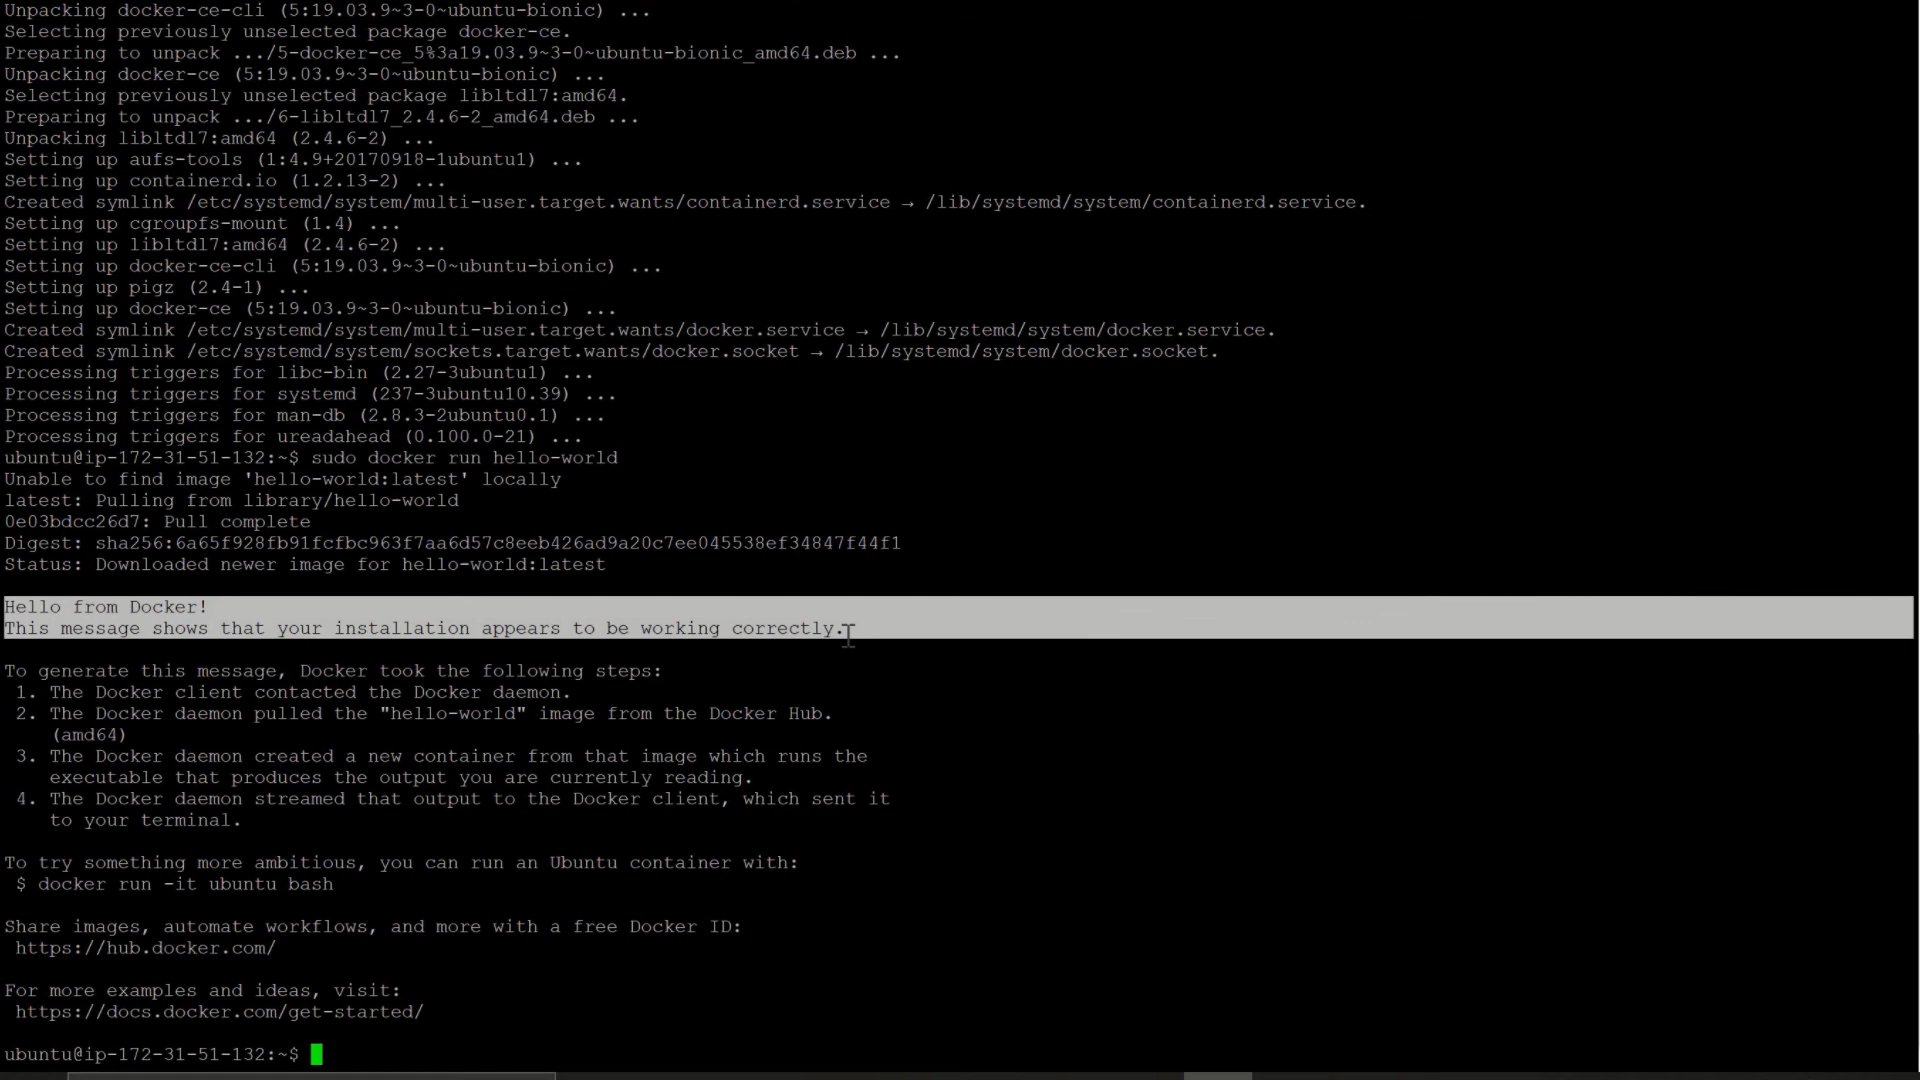 Unpacking docker-ce-cli (5:19.03.9~3-0~ubuntu-bionic) ...
Selecting previously unselected package docker-ce.
Preparing to unpack .../5-docker-ce_5%3a19.03.9~3-0~ubuntu-bionic_amd64.deb ...
Unpacking docker-ce (5:19.03.9~3-0~ubuntu-bionic) ...
Selecting previously unselected package libltdl7:amd64.
Preparing to unpack .../6-libltdl7_2.4.6-2_amd64.deb ...
Unpacking libltdl7:amd64 (2.4.6-2) ...
Setting up aufs-tools (1:4.9+20170918-1ubuntu1) ...
Setting up containerd.io (1.2.13-2) ...
Created symlink /etc/systemd/system/multi-user.target.wants/containerd.service → /lib/systemd/system/containerd.service.
Setting up cgroupfs-mount (1.4) ...
Setting up libltdl7:amd64 (2.4.6-2) ...
Setting up docker-ce-cli (5:19.03.9~3-0~ubuntu-bionic) ...
Setting up pigz (2.4-1) ...
Setting up docker-ce (5:19.03.9~3-0~ubuntu-bionic) ...
Created symlink /etc/systemd/system/multi-user.target.wants/docker.service → /lib/systemd/system/docker.service.
Created symlink /etc/systemd/system/sockets.target.wants/docker.socket → /lib/systemd/system/docker.socket.
Processing triggers for libc-bin (2.27-3ubuntu1) ...
Processing triggers for systemd (237-3ubuntu10.39) ...
Processing triggers for man-db (2.8.3-2ubuntu0.1) ...
Processing triggers for ureadahead (0.100.0-21) ...
ubuntu@ip-172-31-51-132:~$ sudo docker run hello-world
Unable to find image 'hello-world:latest' locally
latest: Pulling from library/hello-world
0e03bdcc26d7: Pull complete
Digest: sha256:6a65f928fb91fcfbc963f7aa6d57c8eeb426ad9a20c7ee045538ef34847f44f1
Status: Downloaded newer image for hello-world:latest
Hello from Docker!
This message shows that your installation appears to be working correctly.
To generate this message, Docker took the following steps:
1. The Docker client contacted the Docker daemon.
2. The Docker daemon pulled the "hello-world" image from the Docker Hub.
(amd64)
3. The Docker daemon created a new container from that image which runs the
executable that produces the output you are currently reading.
4. The Docker daemon streamed that output to the Docker client, which sent it
to your terminal.
To try something more ambitious, you can run an Ubuntu container with:
$ docker run -it ubuntu bash
Share images, automate workflows, and more with a free Docker ID:
https://hub.docker.com/
For more examples and ideas, visit:
https://docs.docker.com/get-started/
ubuntu@ip-172-31-51-132:~$